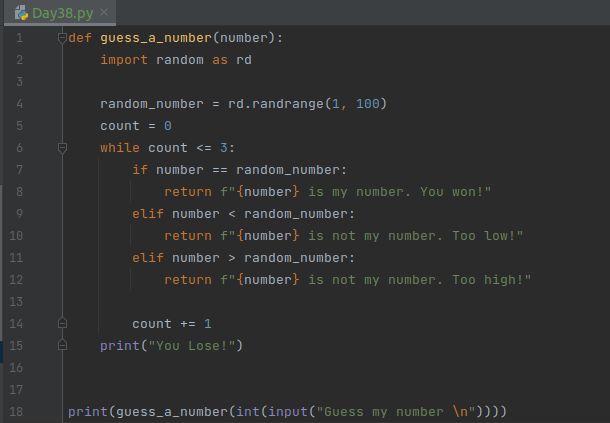 Day38.py
1 def guess_a_number(number):
2     import random as rd
3
4     random_number = rd.randrange(1, 100)
5     count = 0
6     while count <= 3:
7         if number == random_number:
8             return f"{number} is my number. You won!"
9         elif number < random_number:
10             return f"{number} is not my number. Too low!"
11         elif number > random_number:
12             return f"{number} is not my number. Too high!"
13
14         count += 1
15     print("You Lose!")
16
17
18 print(guess_a_number(int(input("Guess my number \n"))))